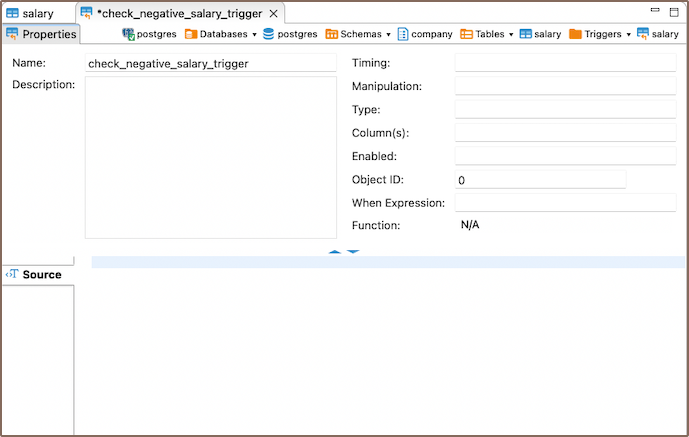 salary *check_negative_salary_trigger
Properties postgres Databases postgres Schemas company Tables salary Triggers salary
Name: check_negative_salary_trigger Timing:
Manipulation:
Description:
Type:
Column(s):
Enabled:
Object ID: 0
When Expression:
Function: N/A
Source